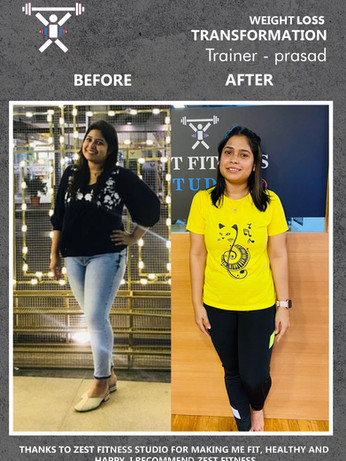 WEIGHT LOSS
TRANSFORMATION
Trainer - prasad
BEFORE
AFTER
T FIT S
STUD
THANKS TO ZEST FITNESS STUDIO FOR MAKING ME FIT, HEALTHY AND
HAPPY. I RECOMMEND ZEST FITNESS